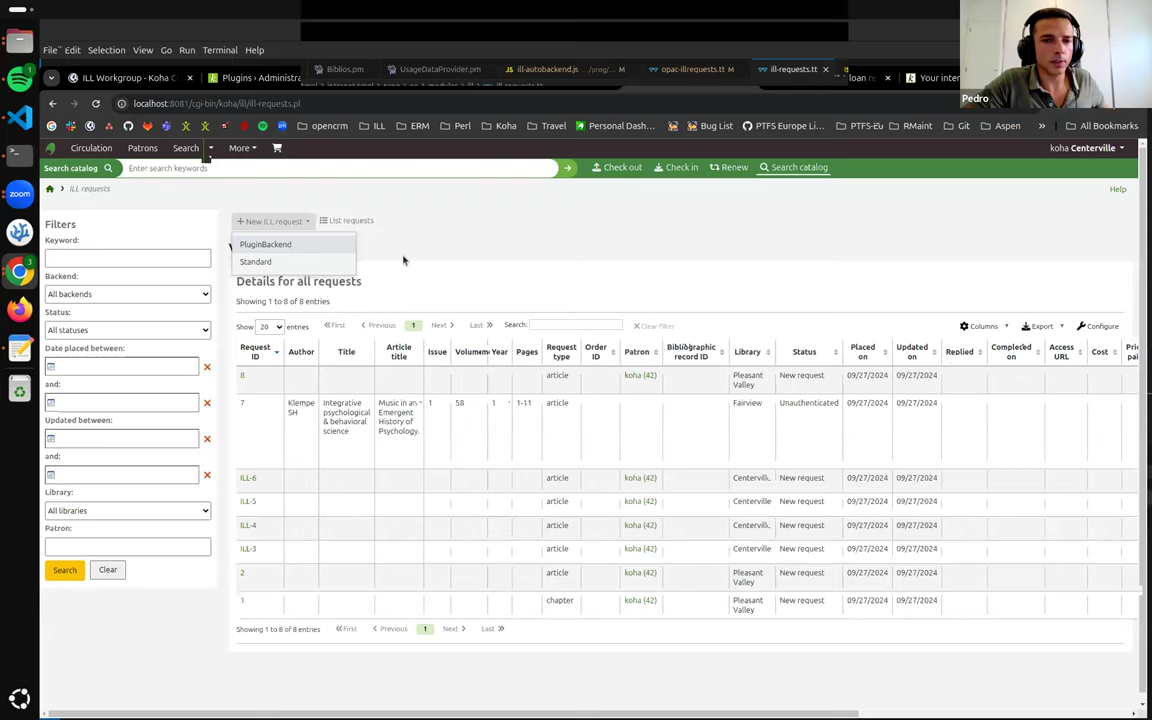 File Edit Selection View Go Run Terminal Help
Biblios.pm UsageDataProvider.pm ill-autobackend.js M opac-illrequests.tt M ill-requests.tt
ILL Workgroup - Koha C Plugins › Administra loan re Your inter
localhost:8081/cgi-bin/koha/ill/ill-requests.pl
Pedro
opencrm ILL ERM Perl Koha Travel Personal Dash... Bug List PTFS Europe Li... PTFS-Eu RMaint Git Aspen » All Bookmarks
Circulation Patrons Search More koha Centerville
Search catalog Enter search keywords Check out Check in Renew Search catalog
ILL requests Help
Filters
Keyword:
Backend:
All backends
Status:
All statuses
Date placed between:
and:
Updated between:
and:
Library:
All libraries
Patron:
Search Clear
New ILL request List requests
PluginBackend
Standard
Details for all requests
Showing 1 to 8 of 8 entries
Show 20 entries First Previous 1 Next Last Search: Clear filter Columns Export Configure
Request ID Author Title Article title Issue Volume Year Pages Request type Order ID Patron Bibliographic record ID Library Status Placed on Updated on Replied Completed on Access URL Cost
8 article koha (42) Pleasant Valley New request 09/27/2024 09/27/2024
7 Klempe SH Integrative psychological & behavioral science Music in an Emergent History of Psychology. 1 58 1 1-11 article Fairview Unauthenticated 09/27/2024 09/27/2024
ILL-6 article koha (42) Centerville New request 09/27/2024 09/27/2024
ILL-5 article koha (42) Centerville New request 09/27/2024 09/27/2024
ILL-4 article koha (42) Centerville New request 09/27/2024 09/27/2024
ILL-3 article koha (42) Centerville New request 09/27/2024 09/27/2024
2 article koha (42) Pleasant Valley New request 09/27/2024 09/27/2024
1 chapter koha (42) Pleasant Valley New request 09/27/2024 09/27/2024
Showing 1 to 8 of 8 entries First Previous 1 Next Last